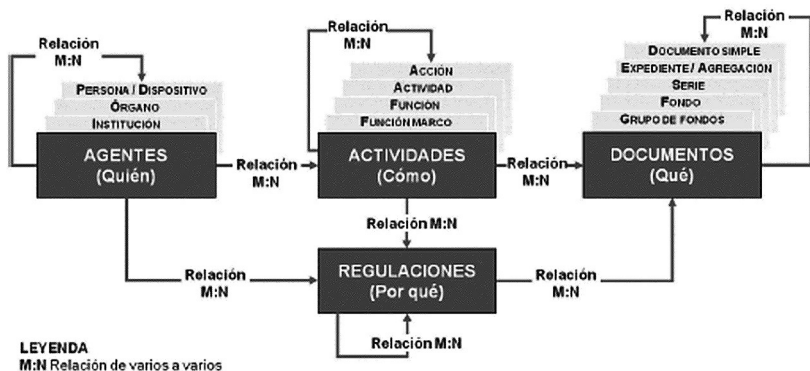 Relación
M:N
PERSONA / DISPOSITIVO
ÓRGANO
INSTITUCIÓN
AGENTES
(Quién)
Relación
M:N
Relación
M:N
ACCIÓN
ACTIVIDAD
FUNCIÓN
FUNCIÓN MARCO
ACTIVIDADES
(Cómo)
Relación
M:N
Relación
M:N
DOCUMENTO SIMPLE
EXPEDIENTE / AGREGACIÓN
SERIE
FONDO
GRUPO DE FONDOS
DOCUMENTOS
(Qué)
Relación M:N
Relación
M:N
REGULACIONES
(Por qué)
Relación
M:N
Relación M:N
LEYENDA
M:N Relación de varios a varios